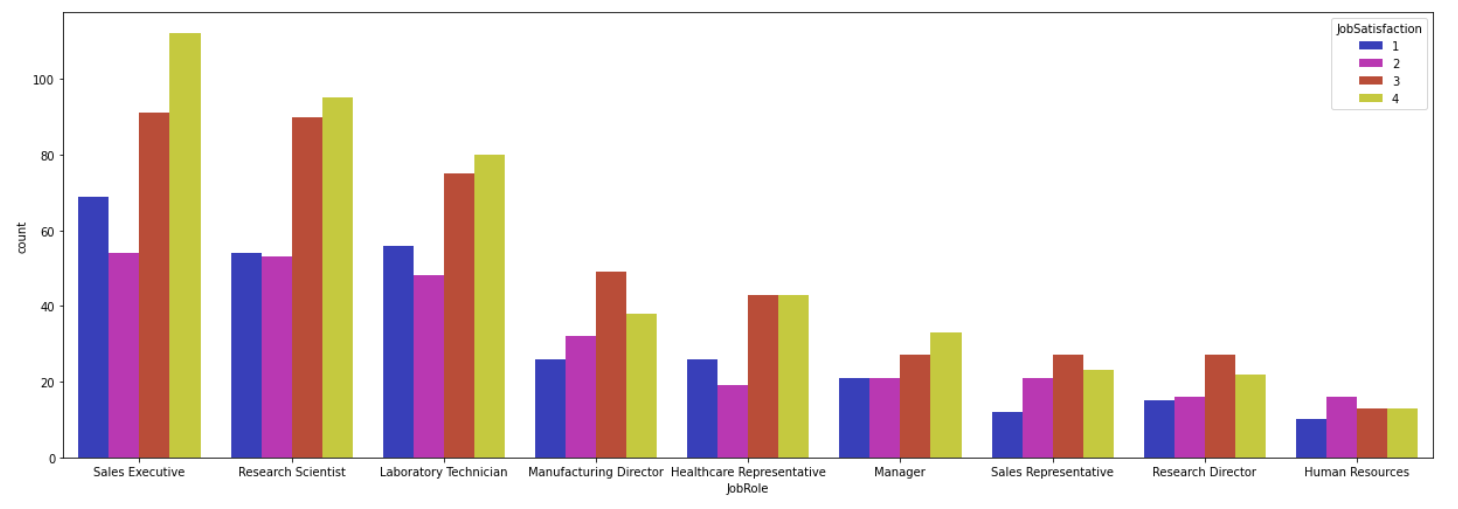 JobSatisfaction
1
2
3
4
100
80
60
40
20
0
count
Sales Executive
Research Scientist
Laboratory Technician
Manufacturing Director
Healthcare Representative
Manager
Sales Representative
Research Director
Human Resources
JobRole